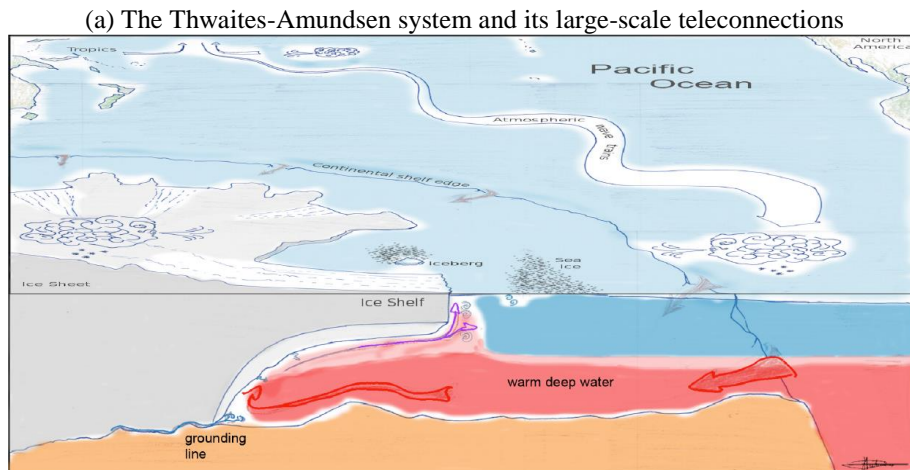 (a) The Thwaites-Amundsen system and its large-scale teleconnections
Tropics
North
America
Pacific
Ocean
Atmospheric
wave trains
Continental shelf edge
Iceberg
Sea
Ice
Ice Sheet
Ice Shelf
warm deep water
grounding
line